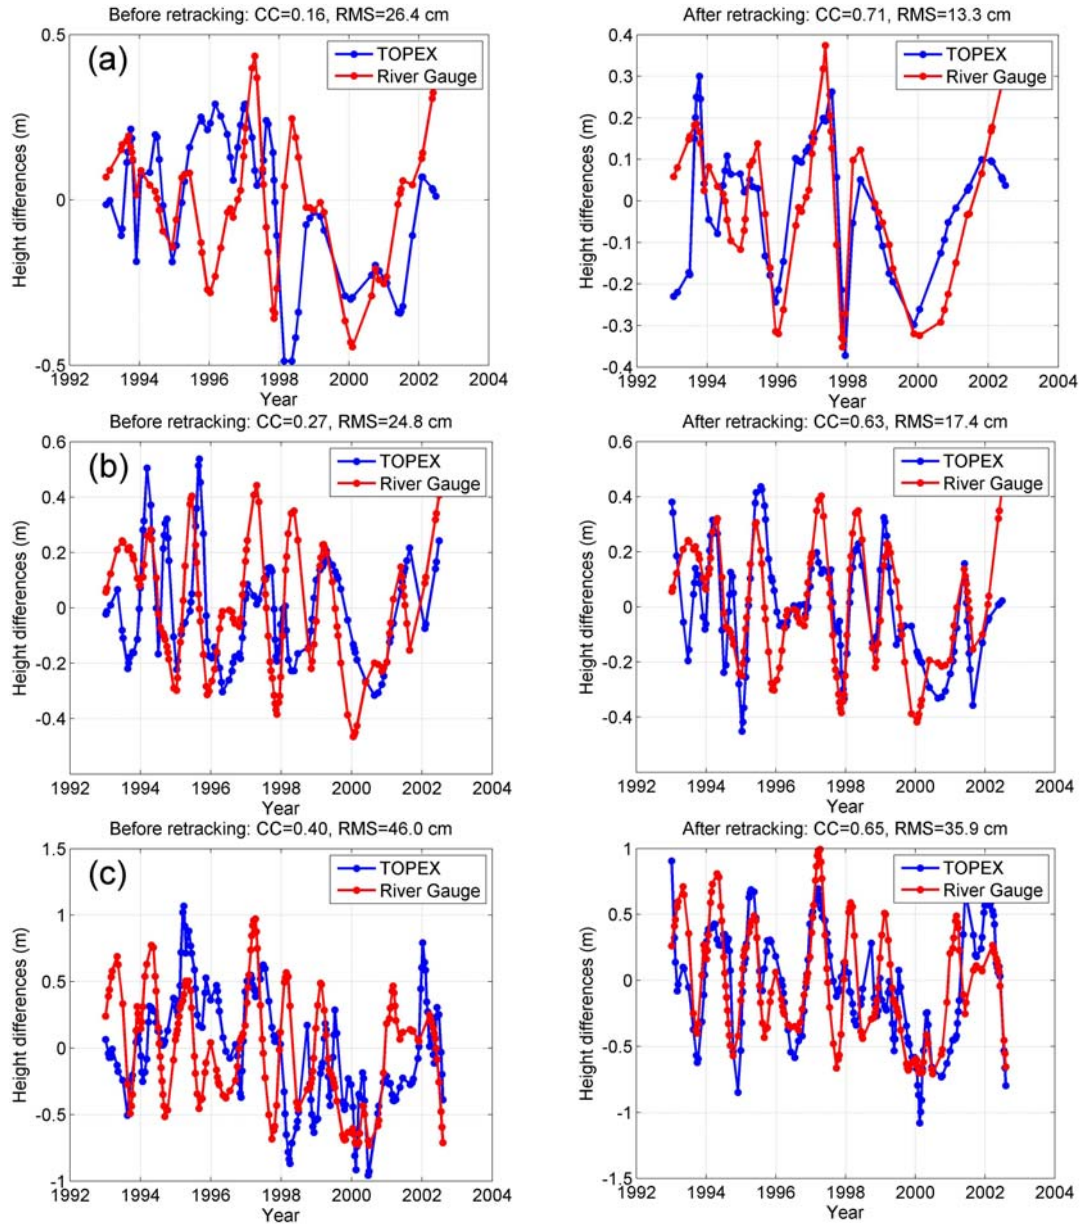 Before retracking: CC=0.16, RMS=26.4 cm
(a)
TOPEX
River Gauge
Height differences (m)
0.5
0
-0.5
1992 1994 1996 1998 2000 2002 2004
Year
After retracking: CC=0.71, RMS=13.3 cm
TOPEX
River Gauge
Height differences (m)
0.4
0.3
0.2
0.1
0
-0.1
-0.2
-0.3
-0.4
1992 1994 1996 1998 2000 2002 2004
Year
Before retracking: CC=0.27, RMS=24.8 cm
(b)
TOPEX
River Gauge
Height differences (m)
0.6
0.4
0.2
0
-0.2
-0.4
1992 1994 1996 1998 2000 2002 2004
Year
After retracking: CC=0.63, RMS=17.4 cm
TOPEX
River Gauge
Height differences (m)
0.6
0.4
0.2
0
-0.2
-0.4
1992 1994 1996 1998 2000 2002 2004
Year
Before retracking: CC=0.40, RMS=46.0 cm
(c)
TOPEX
River Gauge
Height differences (m)
1.5
1
0.5
0
-0.5
-1
1992 1994 1996 1998 2000 2002 2004
Year
After retracking: CC=0.65, RMS=35.9 cm
TOPEX
River Gauge
Height differences (m)
1
0.5
0
-0.5
-1
-1.5
1992 1994 1996 1998 2000 2002 2004
Year